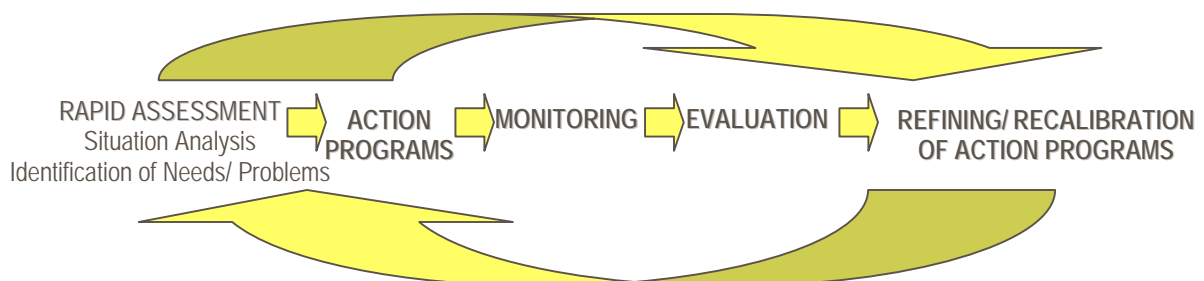 RAPID ASSESSMENT
Situation Analysis
Identification of Needs/ Problems
ACTION
PROGRAMS
MONITORING
EVALUATION
REFINING/ RECALIBRATION
OF ACTION PROGRAMS